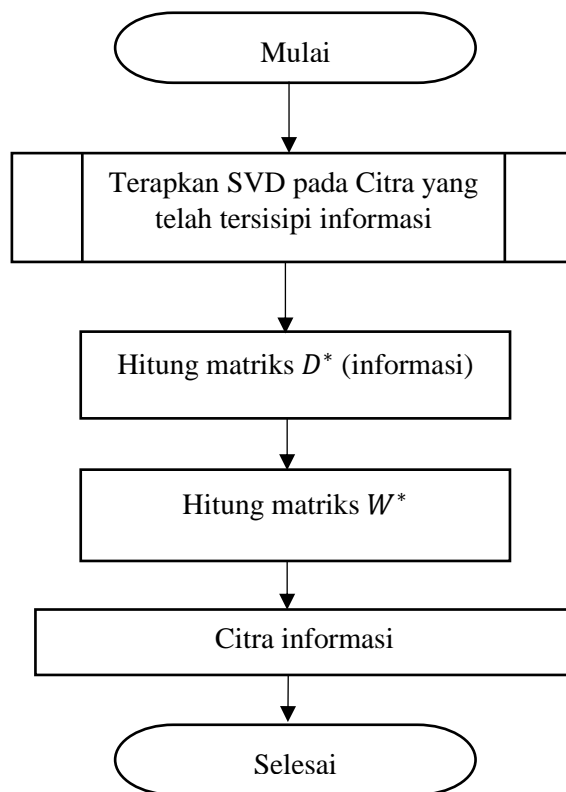 Mulai
Terapkan SVD pada Citra yang
telah tersisipi informasi
Hitung matriks 𝐷* (informasi)
Hitung matriks 𝑊*
Citra informasi
Selesai